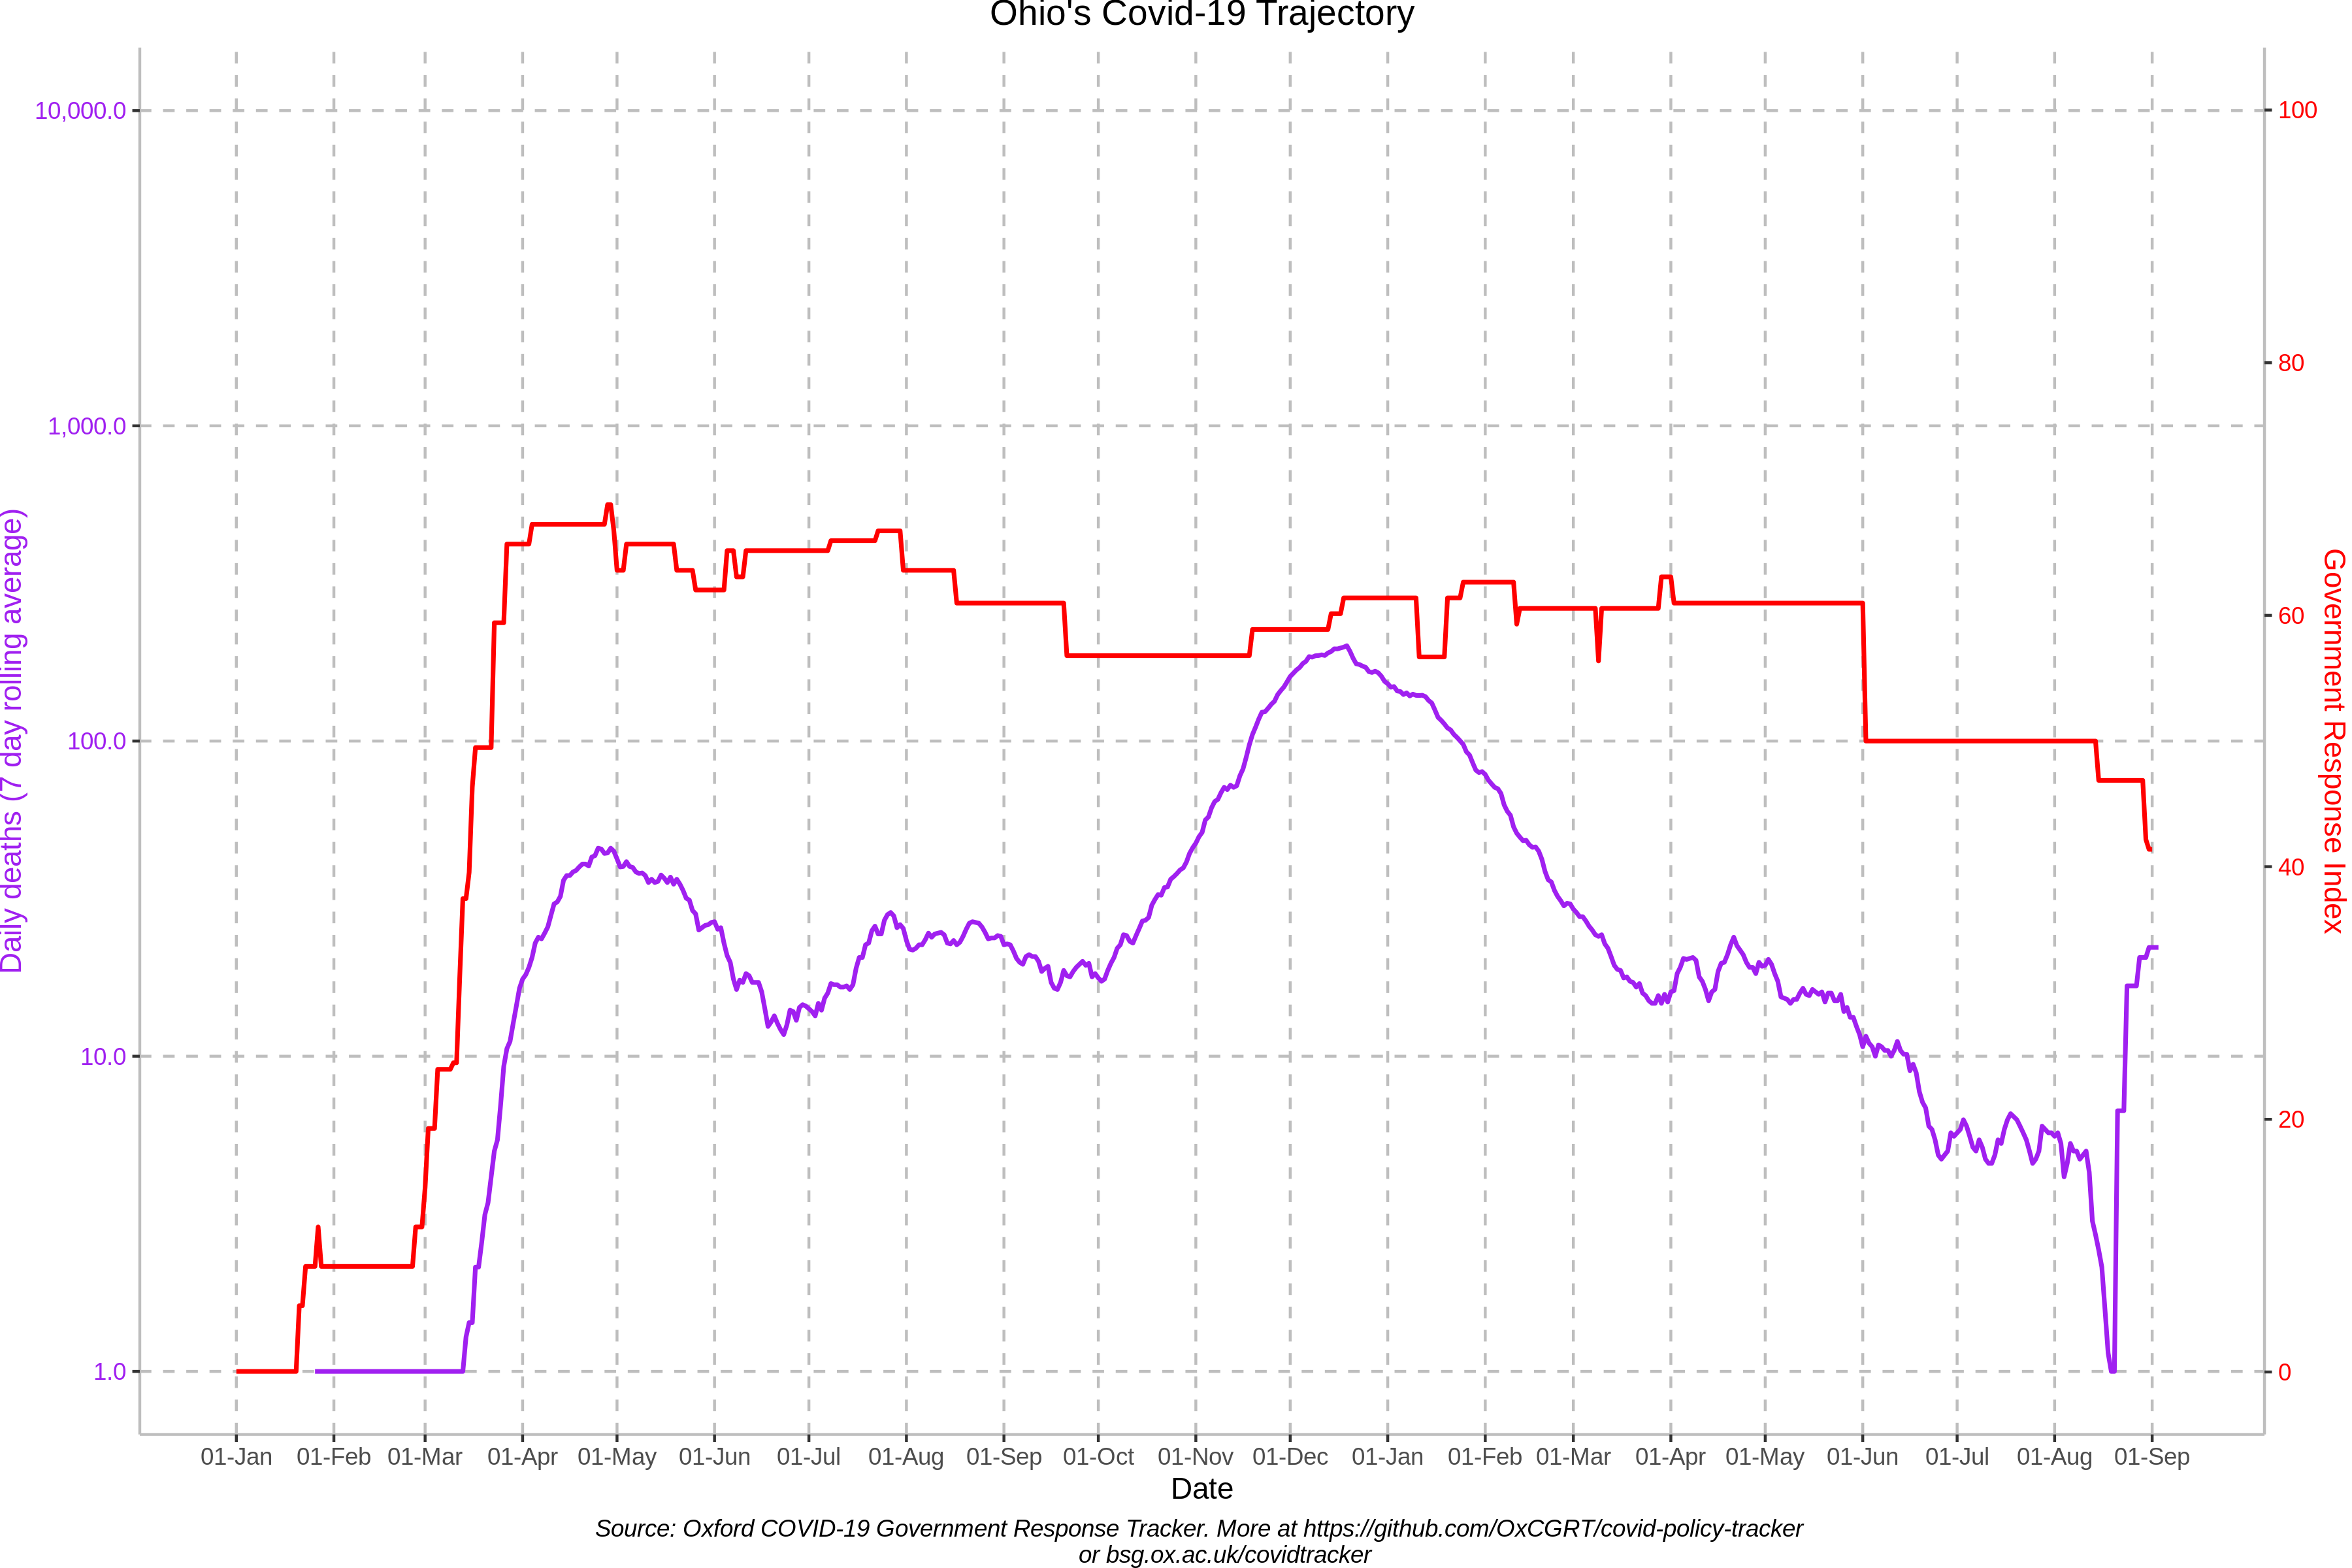 Ohio's Covid-19 Trajectory
10,000.0
1,000.0
100.0
10.0
1.0
Daily deaths (7 day rolling average)
100
80
60
40
20
0
Government Response Index
01-Jan 01-Feb 01-Mar 01-Apr 01-May 01-Jun 01-Jul 01-Aug 01-Sep 01-Oct 01-Nov 01-Dec 01-Jan 01-Feb 01-Mar 01-Apr 01-May 01-Jun 01-Jul 01-Aug 01-Sep
Date
Source: Oxford COVID-19 Government Response Tracker. More at https://github.com/OxCGRT/covid-policy-tracker
or bsg.ox.ac.uk/covidtracker